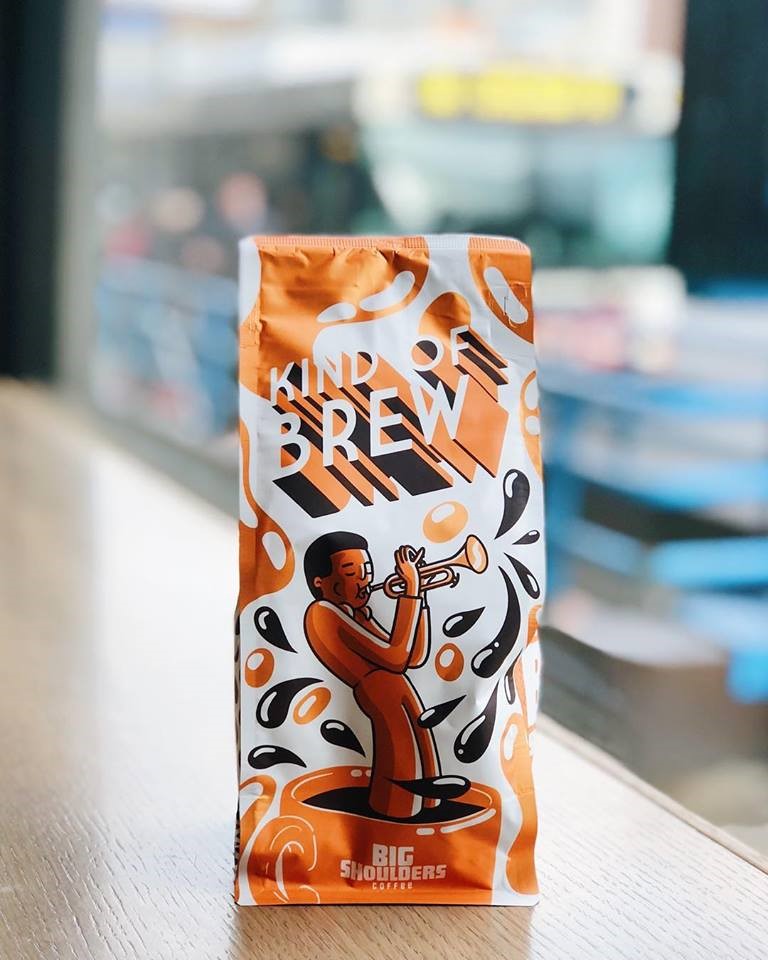 KIND OF
BREW
BIG
SHOULDERS
COFFEE